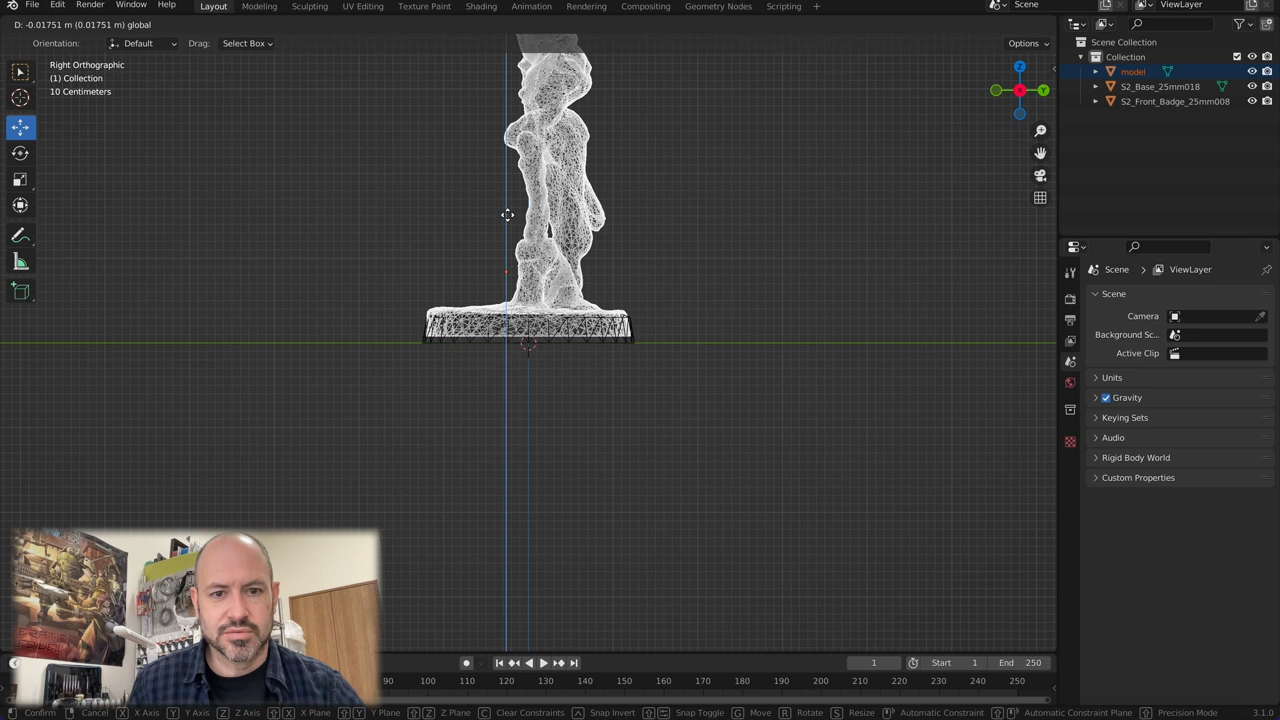 File Edit Render Window Help
Layout Modeling Sculpting UV Editing Texture Paint Shading Animation Rendering Compositing Geometry Nodes Scripting +
Scene
ViewLayer
D: -0.01751 m (0.01751 m) global
Orientation: Default Drag: Select Box
Options
Right Orthographic
(1) Collection
10 Centimeters
Z
Y
X
Scene Collection
Collection
model
S2_Base_25mm018
S2_Front_Badge_25mm008
Scene ViewLayer
Scene
Camera
Background Sc...
Active Clip
Units
Gravity
Keying Sets
Audio
Rigid Body World
Custom Properties
1 Start 1 End 250
100 110 120 130 140 150 160 170 180 190 200 210 220 230 240 250
Confirm Cancel X X Axis Y Y Axis Z Z Axis X X Plane Y Y Plane Z Z Plane C Clear Constraints Snap Invert Snap Toggle G Move R Rotate S Resize Automatic Constraint Automatic Constraint Plane Precision Mode
3.1.0